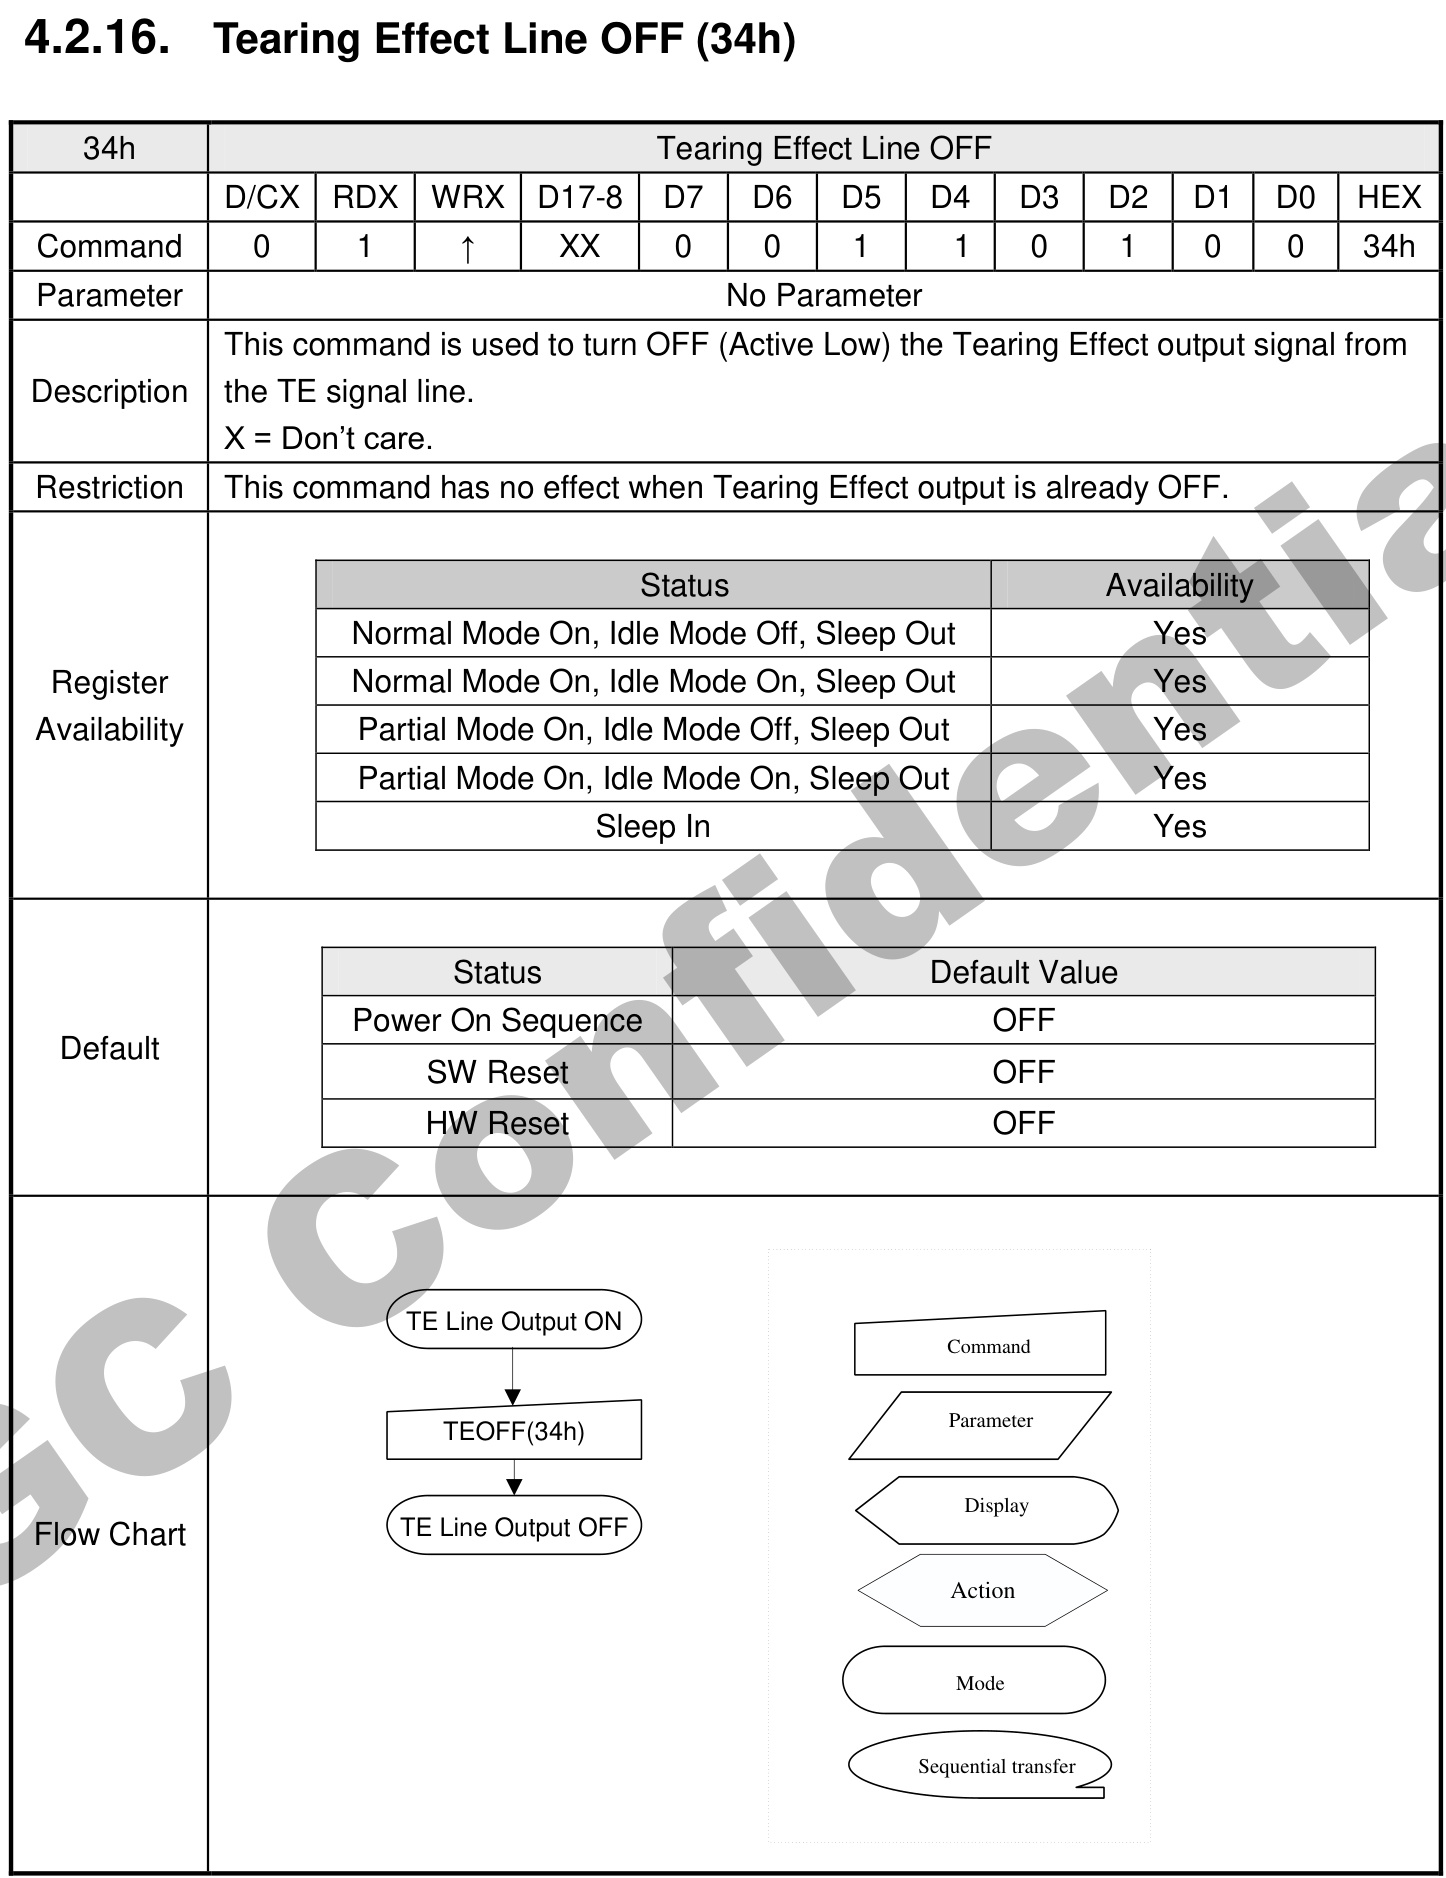 4.2.16. Tearing Effect Line OFF (34h)
34h Tearing Effect Line OFF
D/CX RDX WRX D17-8 D7 D6 D5 D4 D3 D2 D1 D0 HEX
Command 0 1 ↑ XX 0 0 1 1 0 1 0 0 34h
Parameter No Parameter
Description
This command is used to turn OFF (Active Low) the Tearing Effect output signal from
the TE signal line.
X = Don’t care.
Restriction This command has no effect when Tearing Effect output is already OFF.
Register
Availability
Status Availability
Normal Mode On, Idle Mode Off, Sleep Out Yes
Normal Mode On, Idle Mode On, Sleep Out Yes
Partial Mode On, Idle Mode Off, Sleep Out Yes
Partial Mode On, Idle Mode On, Sleep Out Yes
Sleep In Yes
Default
Status Default Value
Power On Sequence OFF
SW Reset OFF
HW Reset OFF
Flow Chart
TE Line Output ON
TEOFF(34h)
TE Line Output OFF
Command
Parameter
Display
Action
Mode
Sequential transfer
GC Confidentia